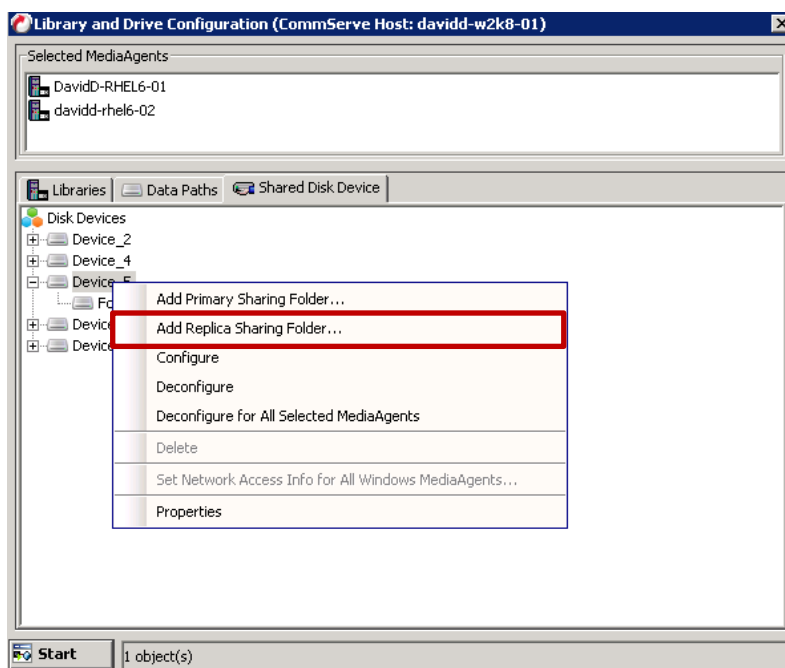 Library and Drive Configuration (CommServe Host: davidd-w2k8-01)
Selected MediaAgents
DavidD-RHEL6-01
davidd-rhel6-02
Libraries Data Paths Shared Disk Device
Disk Devices
Device_2
Device_4
Device_5
Fo
Device
Device
Add Primary Sharing Folder...
Add Replica Sharing Folder...
Configure
Deconfigure
Deconfigure for All Selected MediaAgents
Delete
Set Network Access Info for All Windows MediaAgents...
Properties
Start 1 object(s)